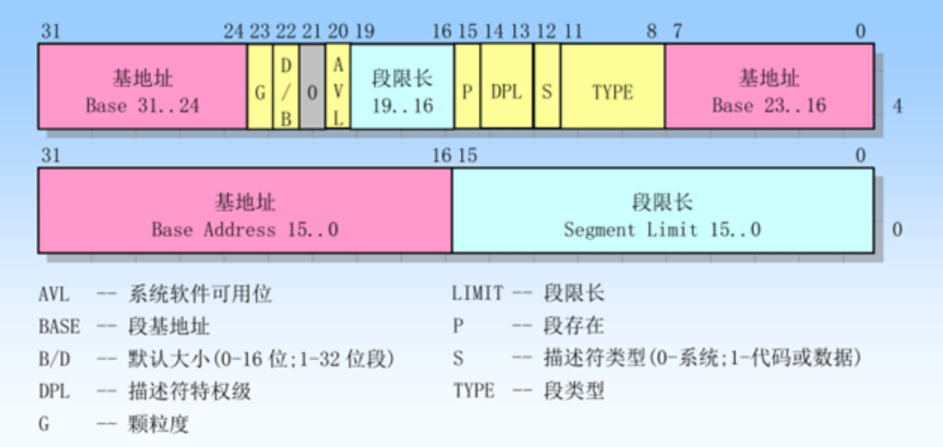 31 24 23 22 21 20 19 16 15 14 13 12 11 8 7 0
基地址 Base 31..24 G D/B 0 AVL 段限长 19..16 P DPL S TYPE 基地址 Base 23..16 4
31 16 15 0
基地址 段限长
Base Address 15..0 Segment Limit 15..0 0
AVL -- 系统软件可用位 LIMIT -- 段限长
BASE -- 段基地址 P -- 段存在
B/D -- 默认大小(0-16 位;1-32 位段) S -- 描述符类型(0-系统;1-代码或数据)
DPL -- 描述符特权级 TYPE -- 段类型
G -- 颗粒度